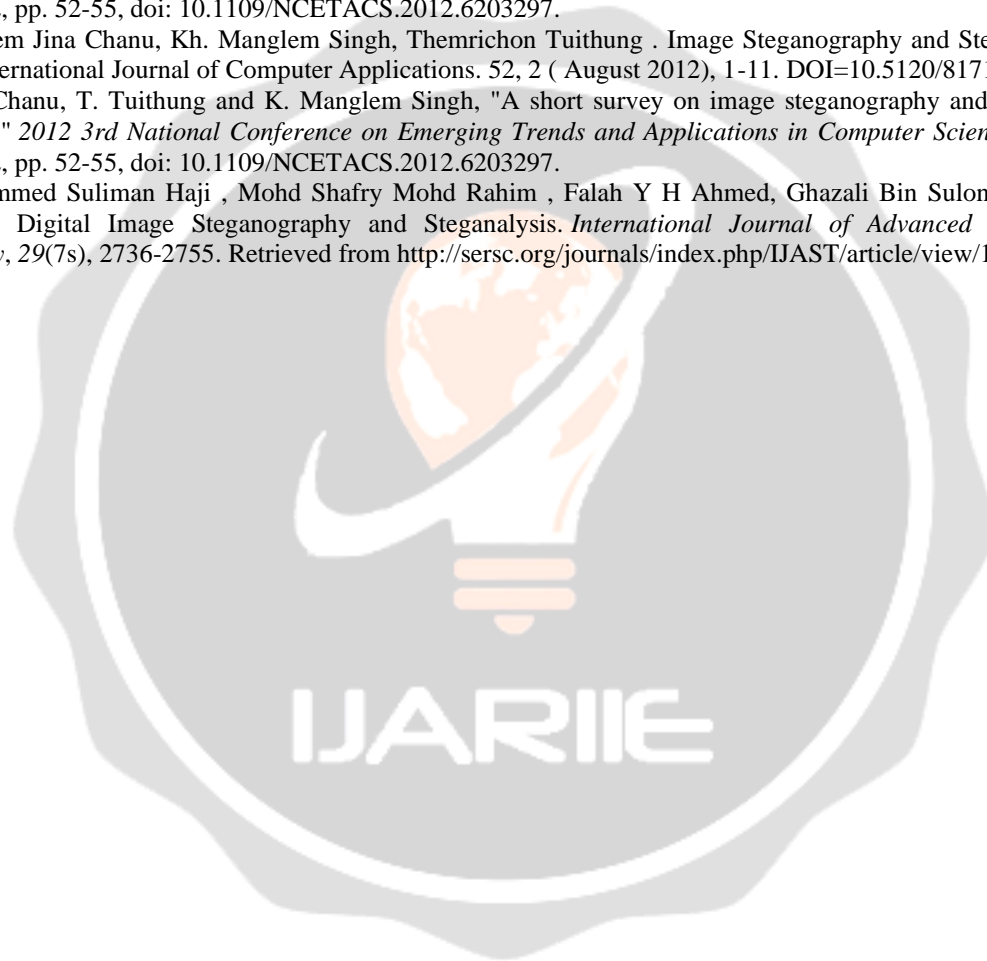 , pp. 52-55, doi: 10.1109/NCETACS.2012.6203297.
em Jina Chanu, Kh. Manglem Singh, Themrichon Tuithung . Image Steganography and Ste
ernational Journal of Computer Applications. 52, 2 ( August 2012), 1-11. DOI=10.5120/8171
Chanu, T. Tuithung and K. Manglem Singh, "A short survey on image steganography and
" 2012 3rd National Conference on Emerging Trends and Applications in Computer Scien
, pp. 52-55, doi: 10.1109/NCETACS.2012.6203297.
mmed Suliman Haji , Mohd Shafry Mohd Rahim , Falah Y H Ahmed, Ghazali Bin Sulon
Digital Image Steganography and Steganalysis. International Journal of Advanced
, 29(7s), 2736-2755. Retrieved from http://sersc.org/journals/index.php/IJAST/article/view/1
IJARIIE